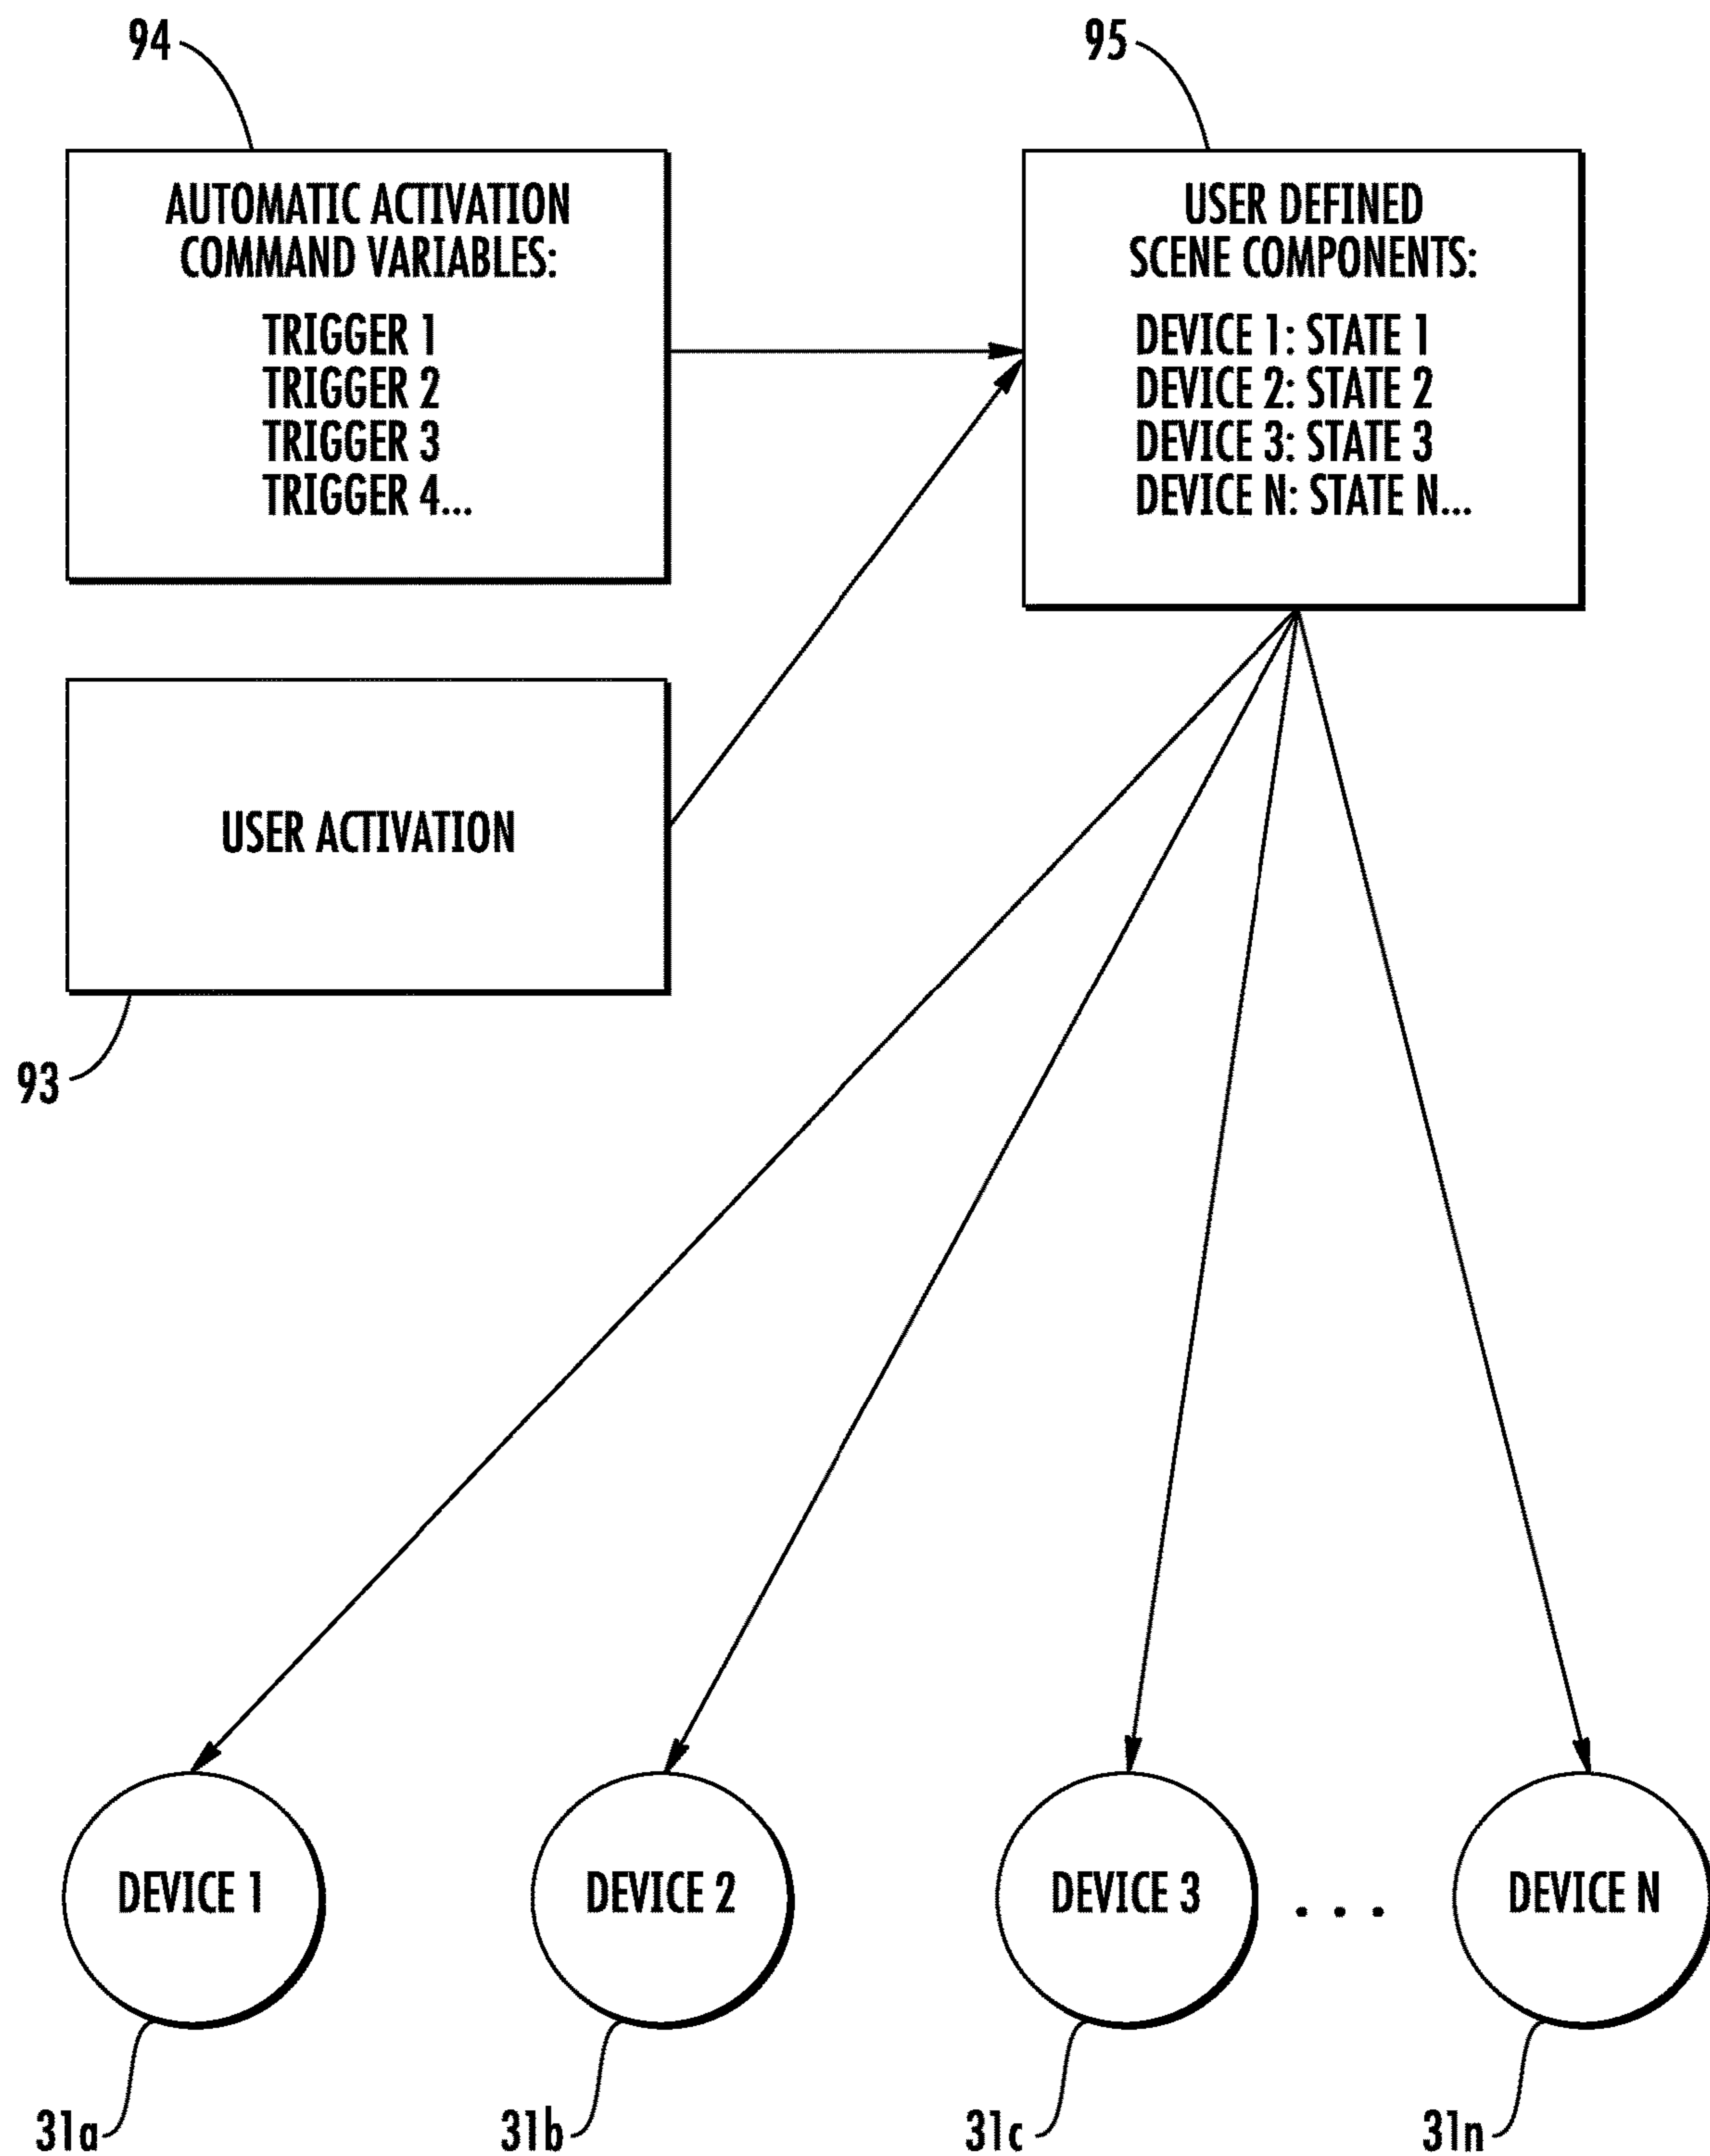 94
AUTOMATIC ACTIVATION
COMMAND VARIABLES:
TRIGGER 1
TRIGGER 2
TRIGGER 3
TRIGGER 4...
95
USER DEFINED
SCENE COMPONENTS:
DEVICE 1: STATE 1
DEVICE 2: STATE 2
DEVICE 3: STATE 3
DEVICE N: STATE N...
USER ACTIVATION
93
DEVICE 1
DEVICE 2
DEVICE 3
. . .
DEVICE N
31a
31b
31c
31n